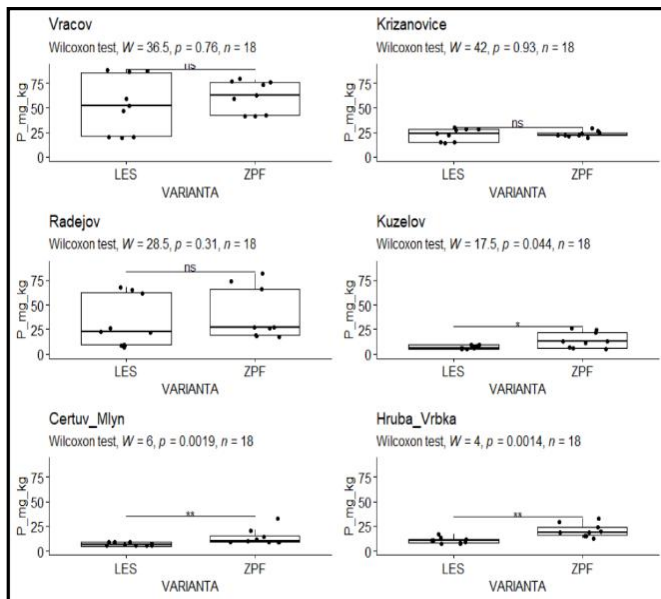 Vracov
Wilcoxon test, W = 36.5, p = 0.76, n = 18
ns
P_mg_kg
75
50
25
0
LES
ZPF
VARIANTA
Krizanovice
Wilcoxon test, W = 42, p = 0.93, n = 18
ns
P_mg_kg
75
50
25
0
LES
ZPF
VARIANTA
Radejov
Wilcoxon test, W = 28.5, p = 0.31, n = 18
ns
P_mg_kg
75
50
25
0
LES
ZPF
VARIANTA
Kuzelov
Wilcoxon test, W = 17.5, p = 0.044, n = 18
*
P_mg_kg
75
50
25
0
LES
ZPF
VARIANTA
Certuv_Mlyn
Wilcoxon test, W = 6, p = 0.0019, n = 18
**
P_mg_kg
75
50
25
0
LES
ZPF
VARIANTA
Hruba_Vrbka
Wilcoxon test, W = 4, p = 0.0014, n = 18
**
P_mg_kg
75
50
25
0
LES
ZPF
VARIANTA